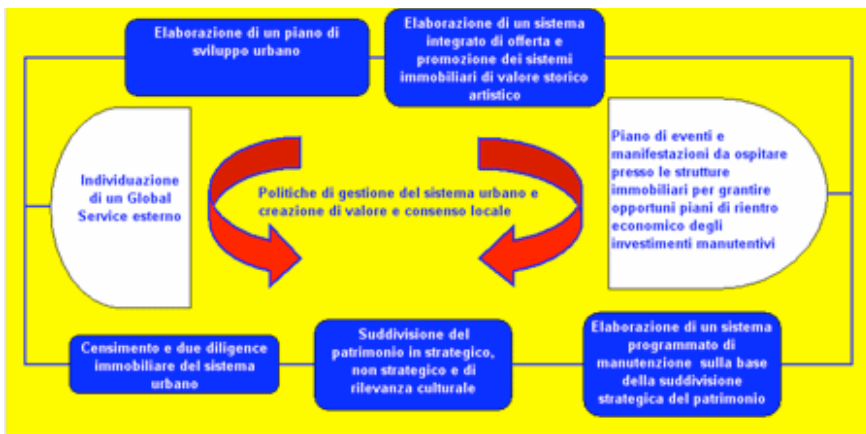 Elaborazione di un piano di
sviluppo urbano
Elaborazione di un sistema
integrato di offerta e
promozione dei sistemi
immobiliari di valore storico
artistico
Individuazione
di un Global
Service esterno
Politiche di gestione del sistema urbano e
creazione di valore e consenso locale
Piano di eventi e
manifestazioni da ospitare
presso le strutture
immobiliari per grantire
opportuni piani di rientro
economico degli
investimenti manutentivi
Censimento e due diligence
immobiliare del sistema
urbano
Suddivisione del
patrimonio in strategico,
non strategico e di
rilevanza culturale
Elaborazione di un sistema
programmato di
manutenzione sulla base
della suddivisione
strategica del patrimonio